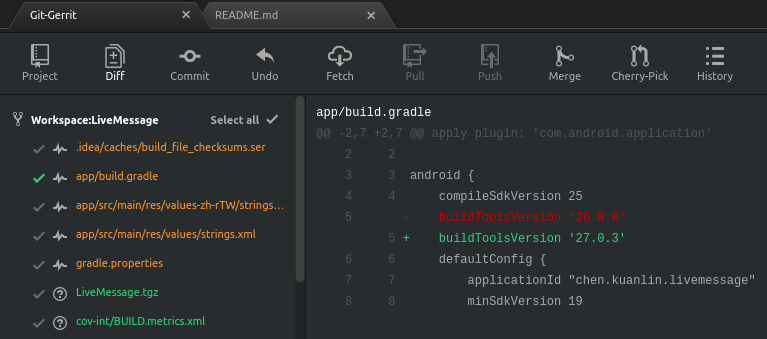 Git-Gerrit README.md
Project Diff Commit Undo Fetch Pull Push Merge Cherry-Pick History
Workspace:LiveMessage Select all
.idea/caches/build_file_checksums.ser
app/build.gradle
app/src/main/res/values-zh-rTW/strings...
app/src/main/res/values/strings.xml
gradle.properties
LiveMessage.tgz
cov-int/BUILD.metrics.xml
app/build.gradle
@@ -2,7 +2,7 @@ apply plugin: 'com.android.application'
2 2
3 3 android {
4 4 compileSdkVersion 25
5 - buildToolsVersion '26.0.0'
5 + buildToolsVersion '27.0.3'
6 6 defaultConfig {
7 7 applicationId "chen.kuanlin.livemessage"
8 8 minSdkVersion 19